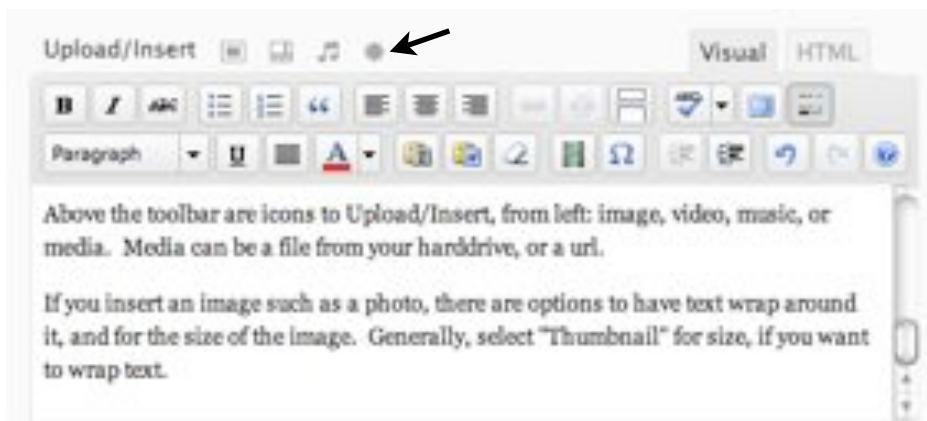 Upload/Insert Visual HTML
B I ABC
Paragraph U A Ω
Above the toolbar are icons to Upload/Insert, from left: image, video, music, or
media. Media can be a file from your harddrive, or a url.
If you insert an image such as a photo, there are options to have text wrap around
it, and for the size of the image. Generally, select "Thumbnail" for size, if you want
to wrap text.